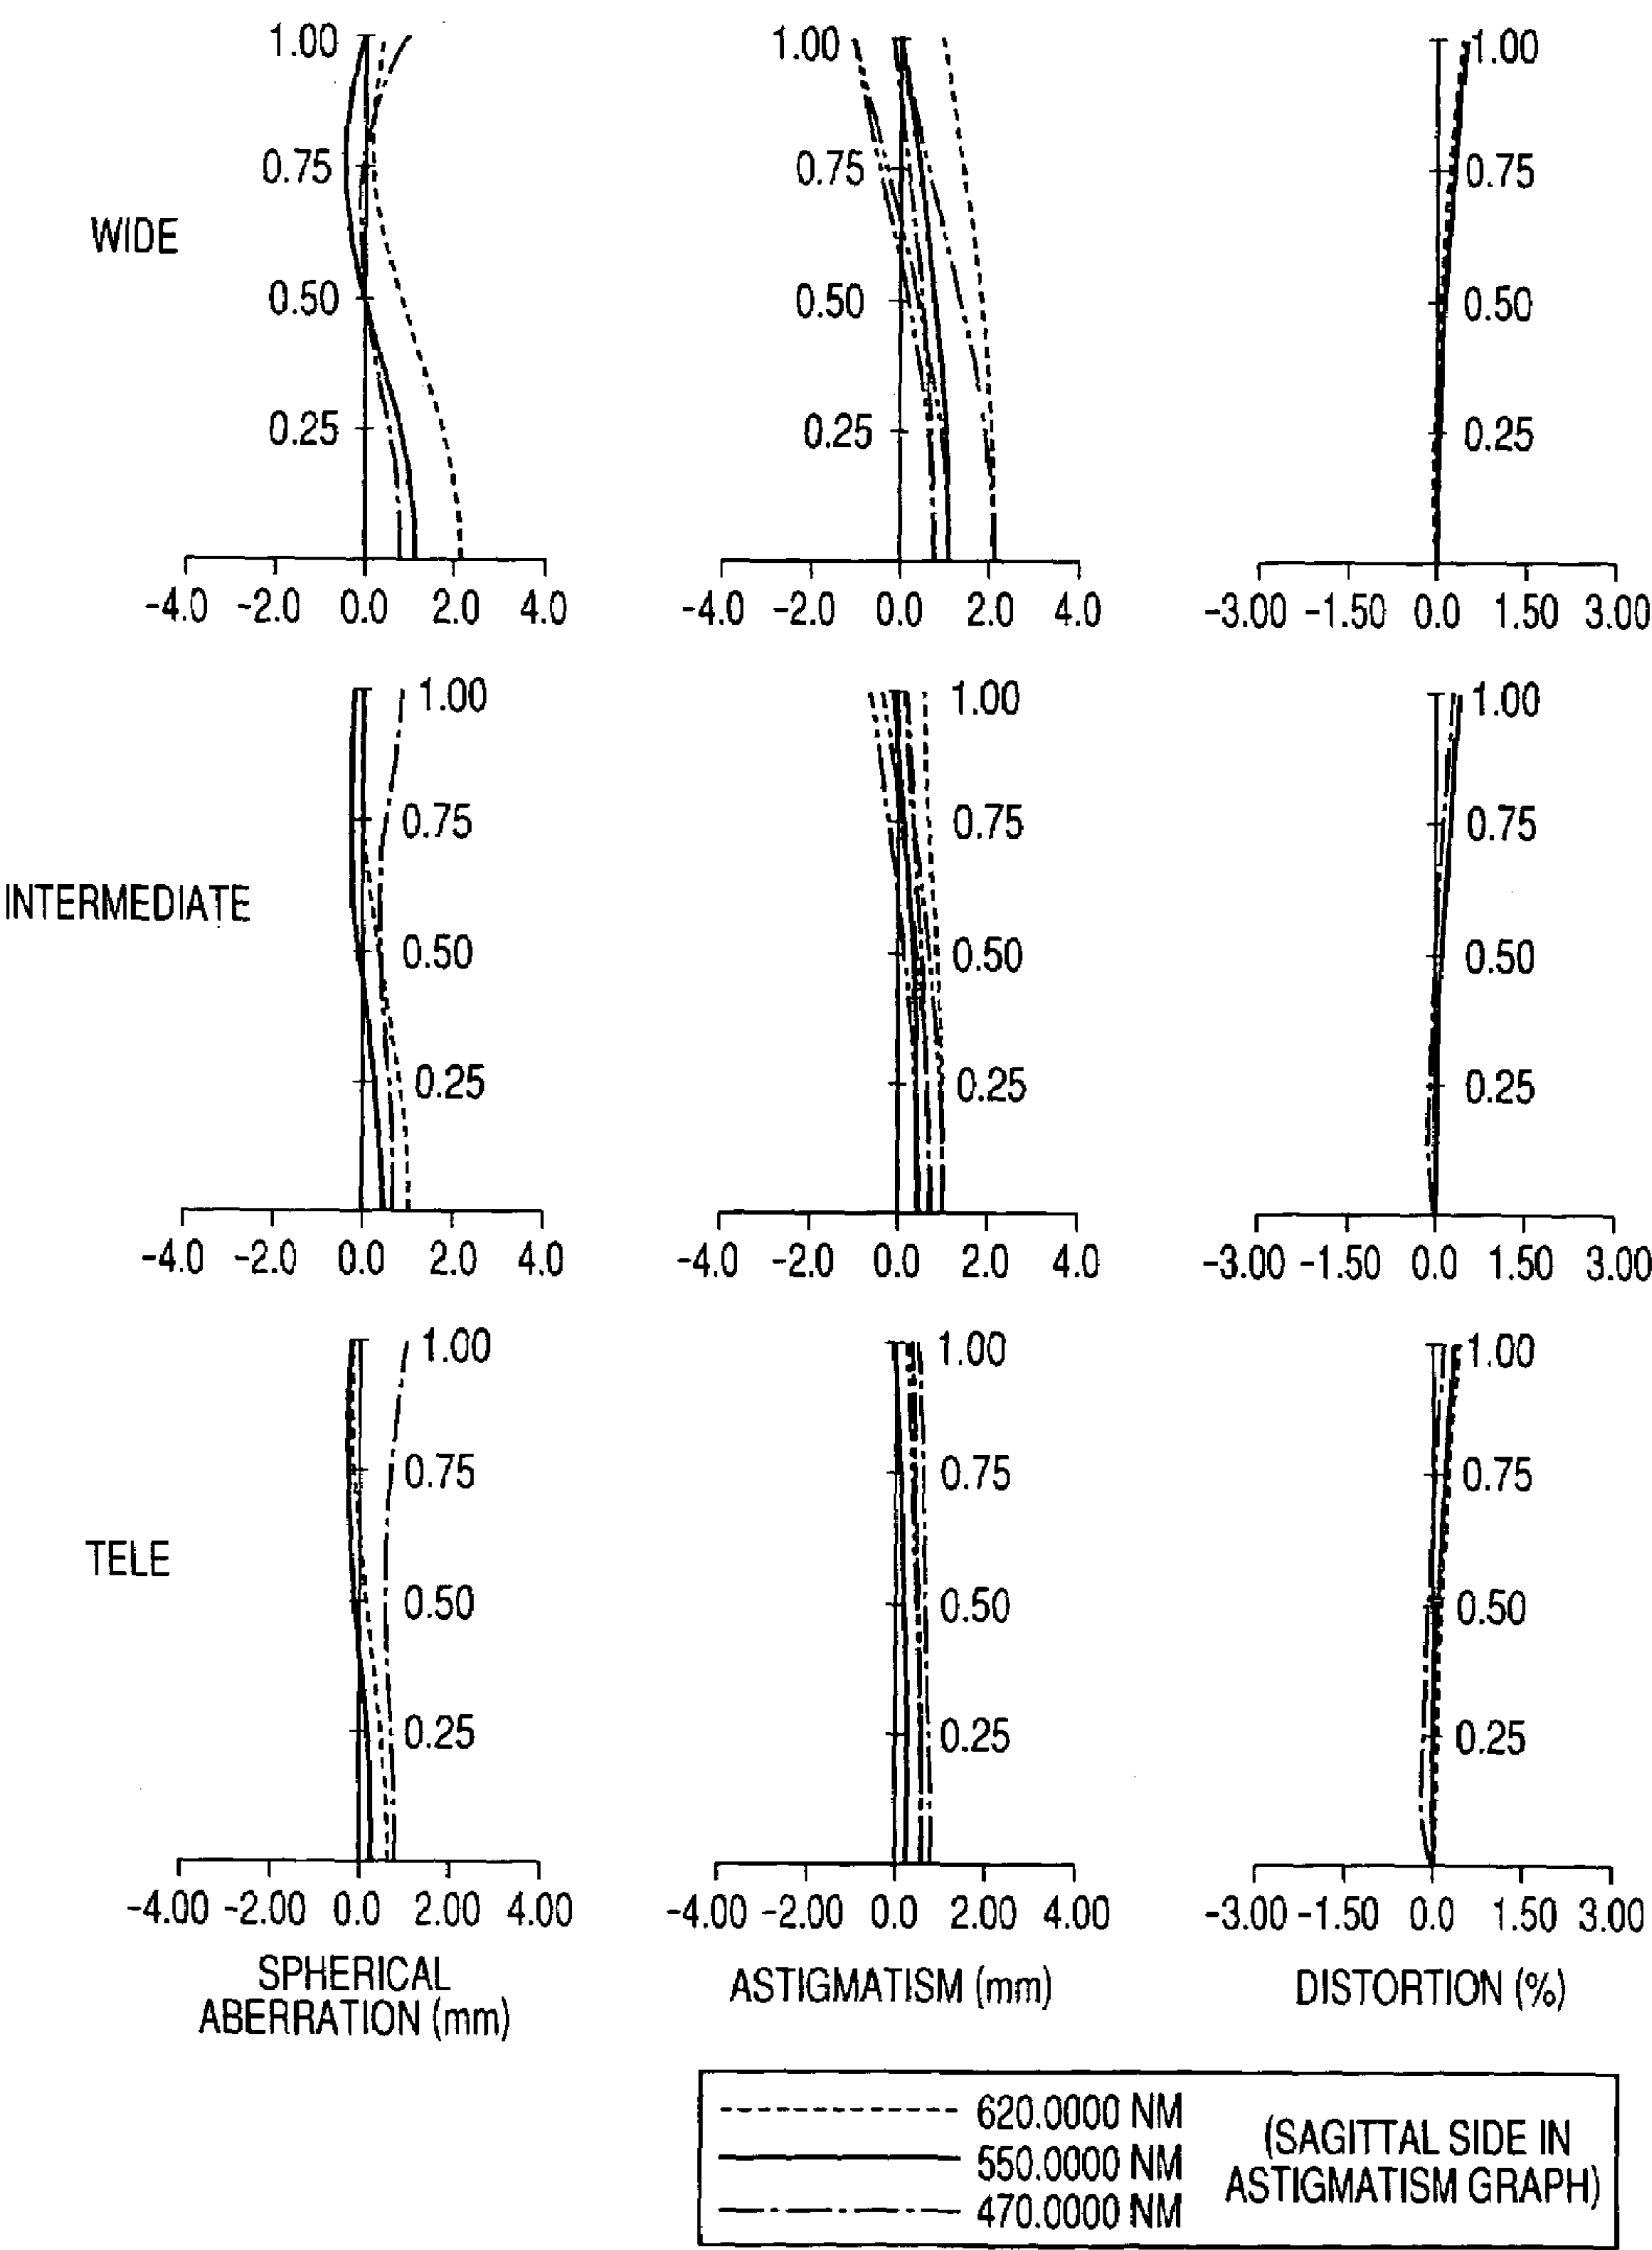 1.00
0.75
0.50
0.25
-4.0 -2.0 0.0 2.0 4.0
1.00
0.75
0.50
0.25
-4.0 -2.0 0.0 2.0 4.0
1.00
0.75
0.50
0.25
-3.00 -1.50 0.0 1.50 3.00
WIDE
1.00
0.75
0.50
0.25
-4.0 -2.0 0.0 2.0 4.0
1.00
0.75
0.50
0.25
-4.0 -2.0 0.0 2.0 4.0
1.00
0.75
0.50
0.25
-3.00 -1.50 0.0 1.50 3.00
INTERMEDIATE
1.00
0.75
0.50
0.25
-4.00 -2.00 0.0 2.00 4.00
1.00
0.75
0.50
0.25
-4.00 -2.00 0.0 2.00 4.00
1.00
0.75
0.50
0.25
-3.00 -1.50 0.0 1.50 3.00
TELE
SPHERICAL
ABERRATION (mm)
ASTIGMATISM (mm)
DISTORTION (%)
620.0000 NM
550.0000 NM
470.0000 NM
(SAGITTAL SIDE IN
ASTIGMATISM GRAPH)